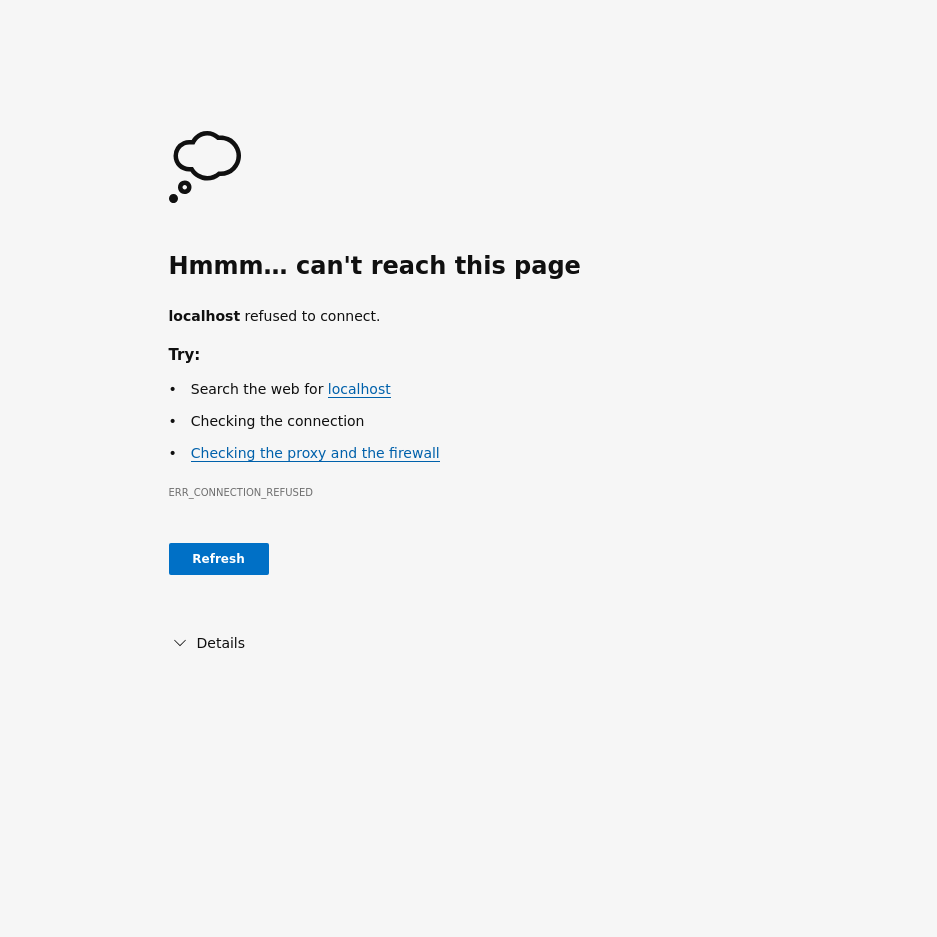 Hmmm… can't reach this page
localhost refused to connect.
Try:
• Search the web for localhost
• Checking the connection
• Checking the proxy and the firewall
ERR_CONNECTION_REFUSED
Refresh
Details